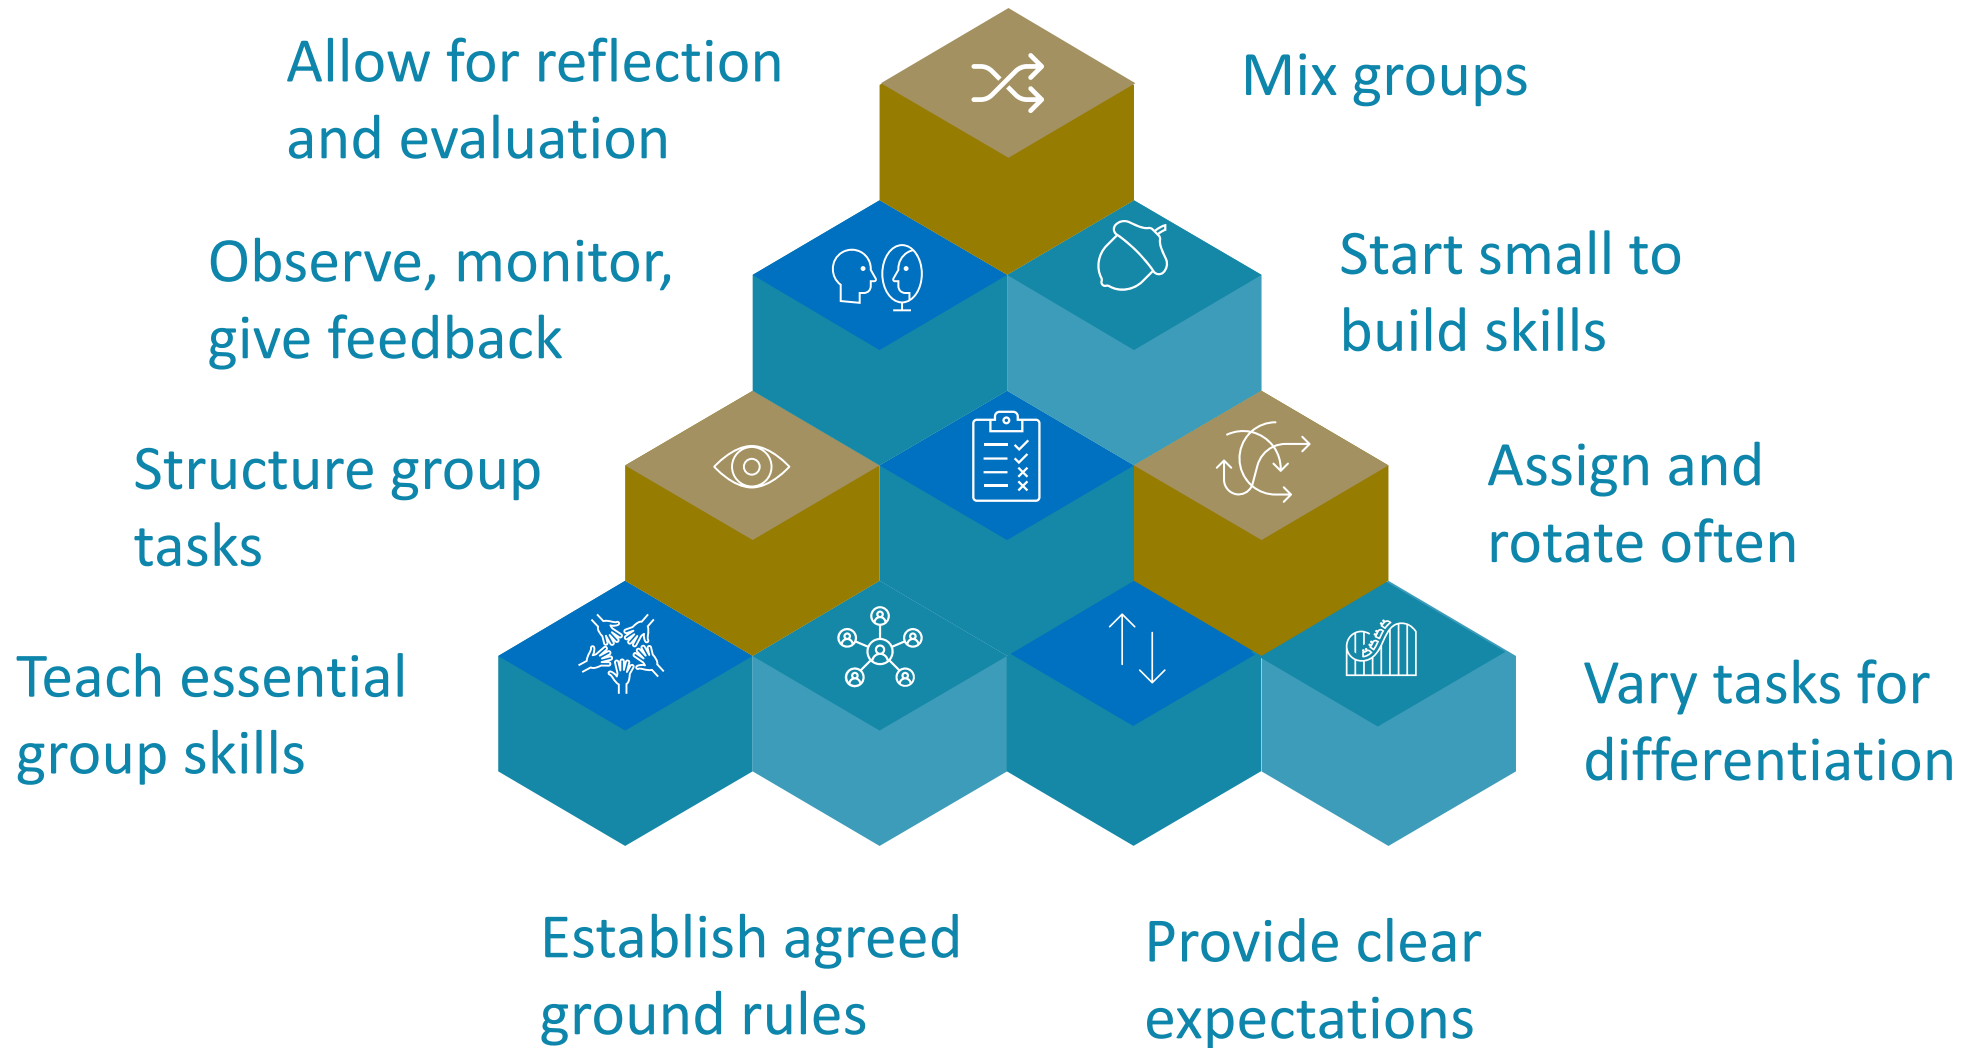 Allow for reflection
and evaluation
Mix groups
Observe, monitor,
give feedback
Start small to
build skills
Structure group
tasks
Assign and
rotate often
Teach essential
group skills
Vary tasks for
differentiation
Establish agreed
ground rules
Provide clear
expectations